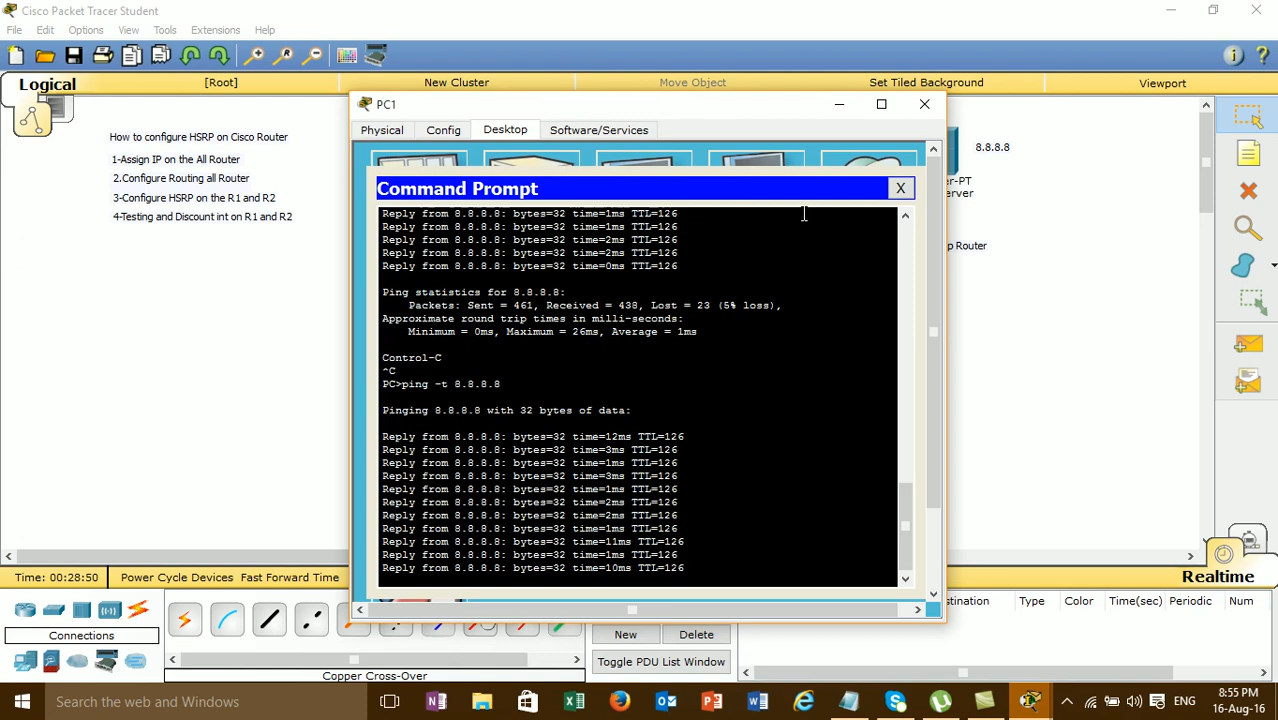 Cisco Packet Tracer Student
File Edit Options View Tools Extensions Help
Logical [Root] New Cluster Move Object Set Tiled Background Viewport
How to configure HSRP on Cisco Router
1-Assign IP on the All Router
2.Configure Routing all Router
3-Configure HSRP on the R1 and R2
4-Testing and Discount int on R1 and R2
PC1
Physical Config Desktop Software/Services
Command Prompt X
Reply from 8.8.8.8: bytes=32 time=1ms TTL=126
Reply from 8.8.8.8: bytes=32 time=1ms TTL=126
Reply from 8.8.8.8: bytes=32 time=2ms TTL=126
Reply from 8.8.8.8: bytes=32 time=2ms TTL=126
Reply from 8.8.8.8: bytes=32 time=0ms TTL=126
Ping statistics for 8.8.8.8:
Packets: Sent = 461, Received = 438, Lost = 23 (5% loss),
Approximate round trip times in milli-seconds:
Minimum = 0ms, Maximum = 26ms, Average = 1ms
Control-C
^C
PC>ping -t 8.8.8.8
Pinging 8.8.8.8 with 32 bytes of data:
Reply from 8.8.8.8: bytes=32 time=12ms TTL=126
Reply from 8.8.8.8: bytes=32 time=3ms TTL=126
Reply from 8.8.8.8: bytes=32 time=1ms TTL=126
Reply from 8.8.8.8: bytes=32 time=3ms TTL=126
Reply from 8.8.8.8: bytes=32 time=1ms TTL=126
Reply from 8.8.8.8: bytes=32 time=2ms TTL=126
Reply from 8.8.8.8: bytes=32 time=2ms TTL=126
Reply from 8.8.8.8: bytes=32 time=1ms TTL=126
Reply from 8.8.8.8: bytes=32 time=11ms TTL=126
Reply from 8.8.8.8: bytes=32 time=1ms TTL=126
Reply from 8.8.8.8: bytes=32 time=10ms TTL=126
8.8.8.8
er-PT
erver
p Router
Time: 00:28:50 Power Cycle Devices Fast Forward Time
Realtime
Connections
Copper Cross-Over
New Delete
Toggle PDU List Window
stination Type Color Time(sec) Periodic Num
Search the web and Windows
ENG
8:55 PM
16-Aug-16